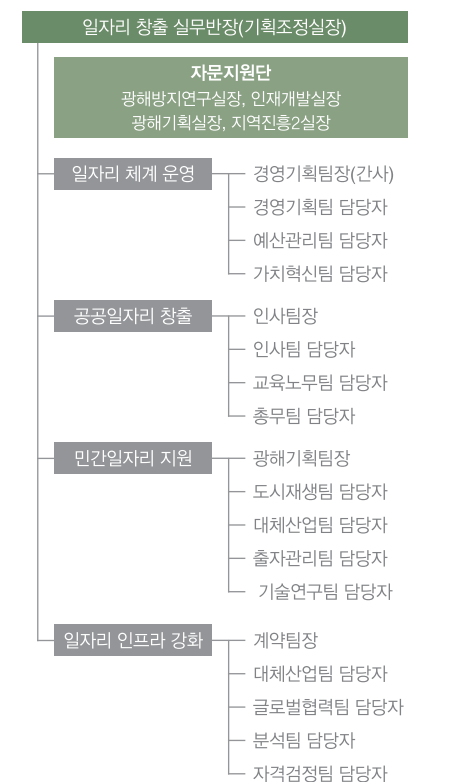 일자리 창출 실무반장(기획조정실장)
자문지원단
광해방지연구실장, 인재개발실장
광해기획실장, 지역진흥2실장
일자리 체계 운영
경영기획팀장(간사)
경영기획팀 담당자
예산관리팀 담당자
가치혁신팀 담당자
공공일자리 창출
인사팀장
인사팀 담당자
교육노무팀 담당자
총무팀 담당자
민간일자리 지원
광해기획팀장
도시재생팀 담당자
대체산업팀 담당자
출자관리팀 담당자
기술연구팀 담당자
일자리 인프라 강화
계약팀장
대체산업팀 담당자
글로벌협력팀 담당자
분석팀 담당자
자격검정팀 담당자